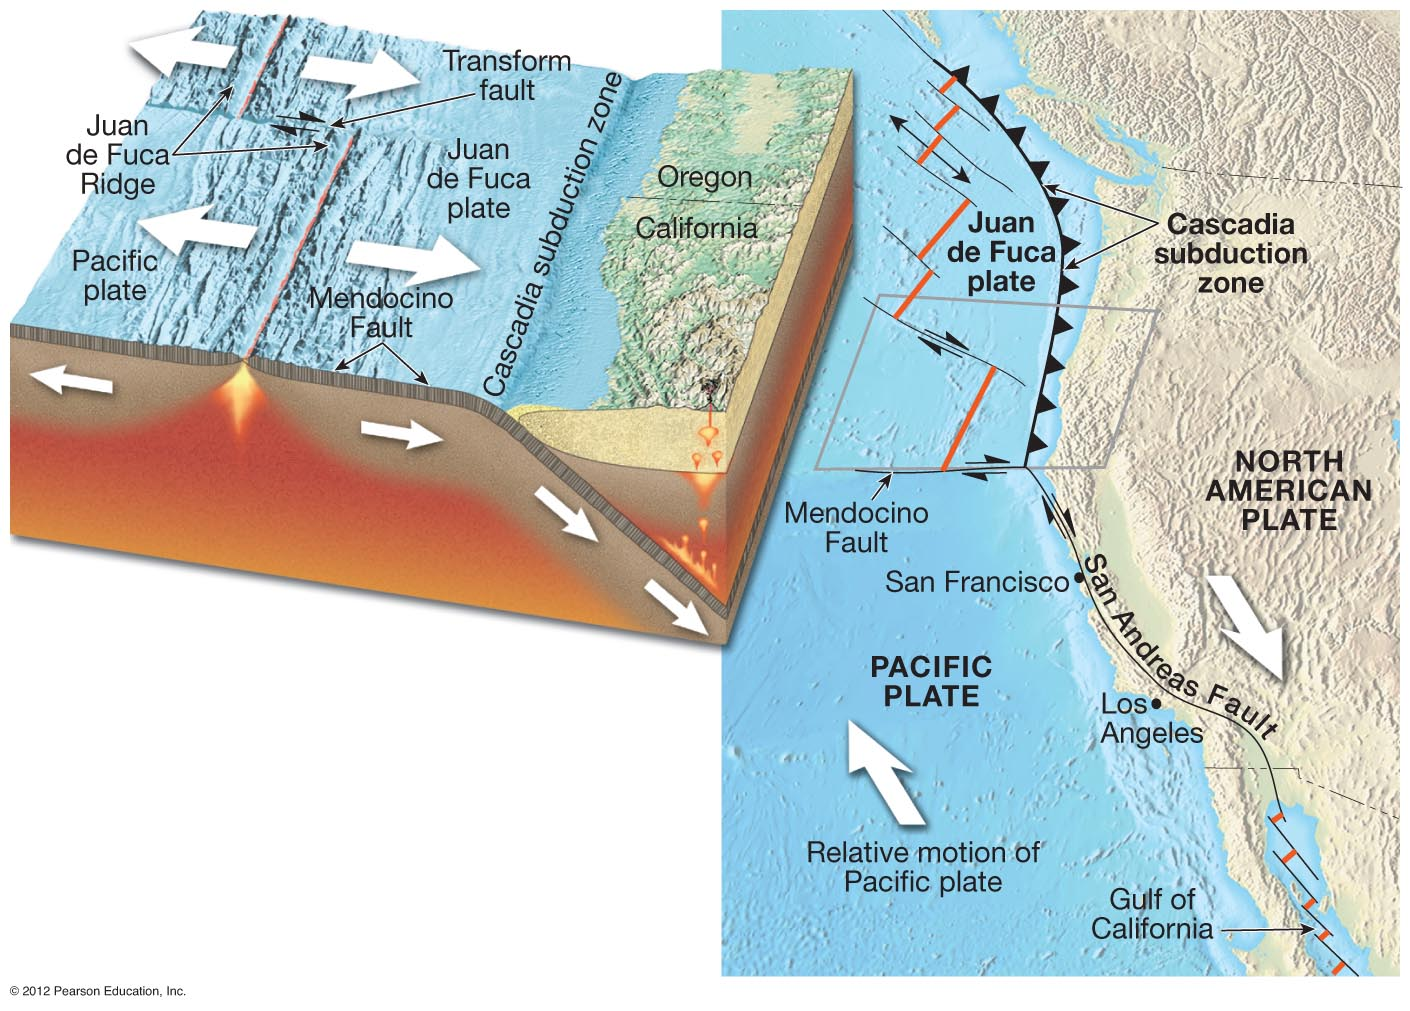 Transform
fault
Juan
de Fuca
Ridge
Juan
de Fuca
plate
Pacific
plate
Mendocino
Fault
Cascadia subduction zone
Oregon
California
Juan
de Fuca
plate
Cascadia
subduction
zone
NORTH
AMERICAN
PLATE
Mendocino
Fault
San Francisco
San Andreas Fault
PACIFIC
PLATE
Los
Angeles
Relative motion of
Pacific plate
Gulf of
California
© 2012 Pearson Education, Inc.